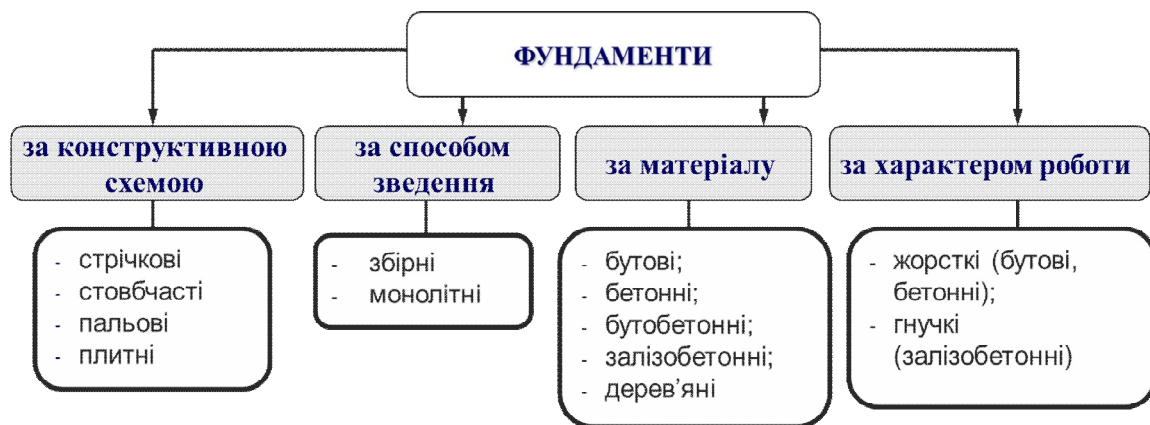 ФУНДАМЕНТИ
за конструктивною
схемою
- стрічкові
- стовбчасті
- пальові
- плитні
за способом
зведення
- збірні
- монолітні
за матеріалу
- бутові;
- бетонні;
- бутобетонні;
- залізобетонні;
- дерев’яні
за характером роботи
- жорсткі (бутові,
бетонні);
- гнучкі
(залізобетонні)